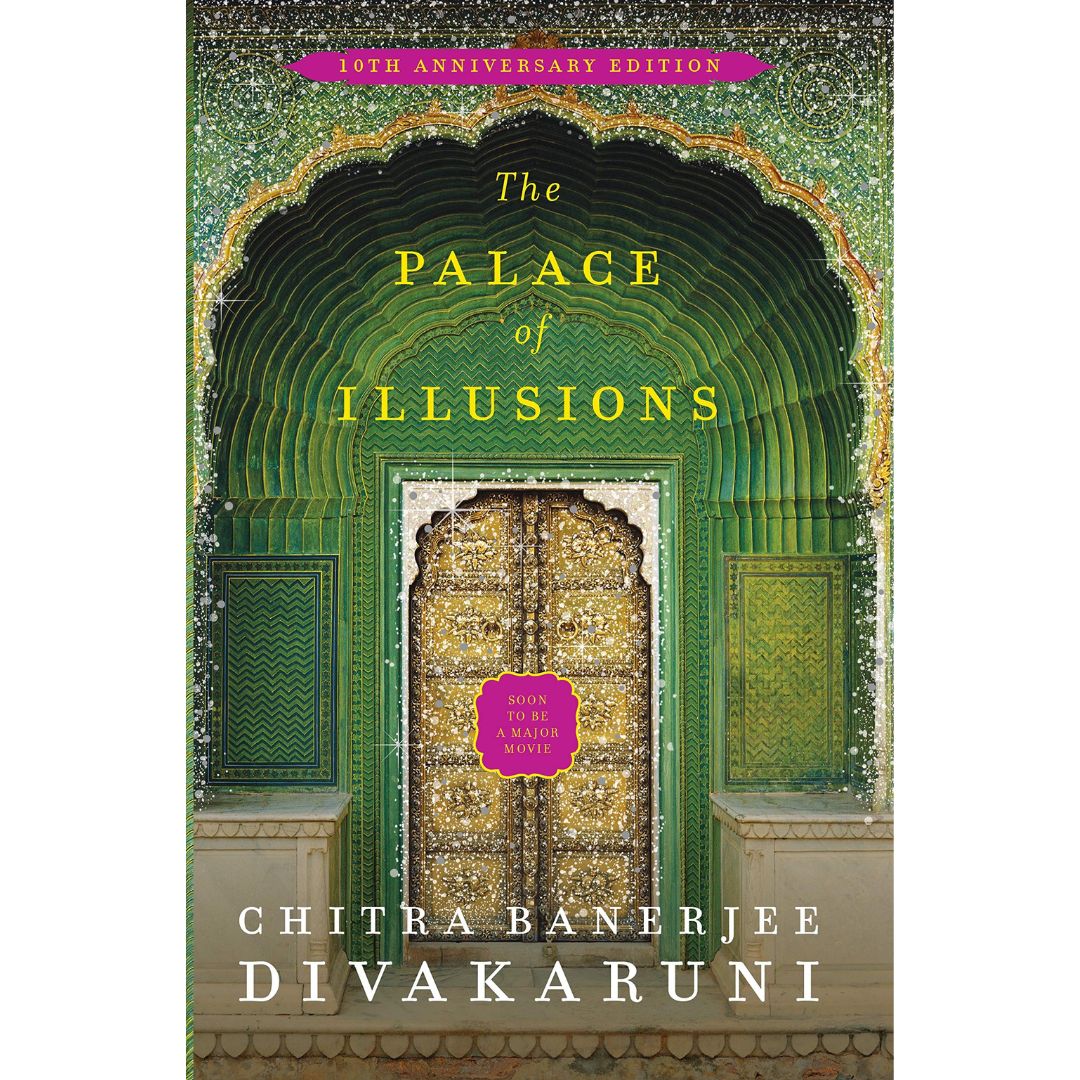 10TH ANNIVERSARY EDITION
The
PALACE
of
ILLUSIONS
SOON
TO BE
A MAJOR
MOVIE
CHITRA BANERJEE
DIVAKARUNI